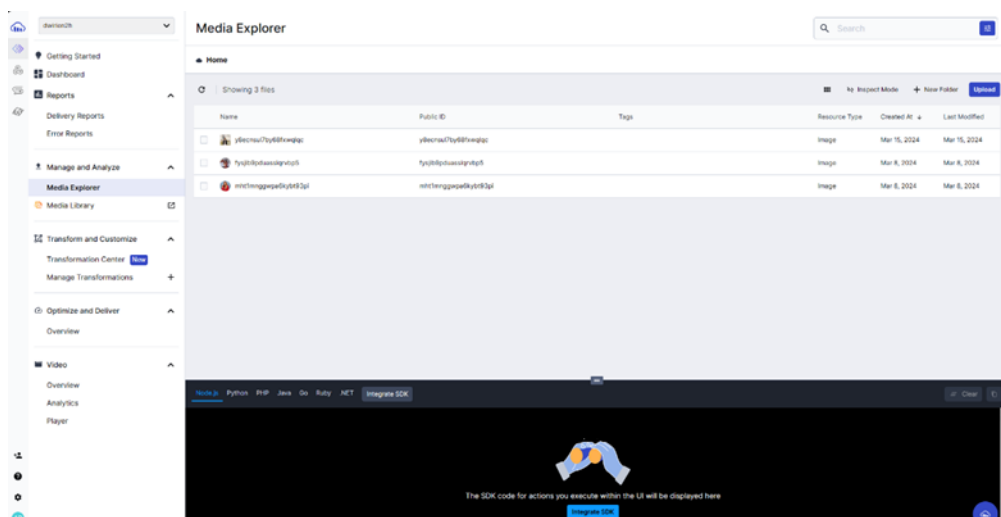 Media Explorer
Search
Getting Started
Dashboard
Reports
Delivery Reports
Error Reports
Manage and Analyze
Media Explorer
Media Library
Transform and Customize
Transformation Center New
Manage Transformations
Optimize and Deliver
Overview
Video
Overview
Analytics
Player
Home
Showing 3 files
Inspect Mode
New Folder
Upload
Name Public ID Tags Resource Type Created At Last Modified
Image Mar 15, 2024 Mar 15, 2024
Image Mar 8, 2024 Mar 8, 2024
Image Mar 8, 2024 Mar 8, 2024
Node.js Python PHP Java Go Ruby .NET Integrate SDK
Clear
The SDK code for actions you execute within the UI will be displayed here
Integrate SDK